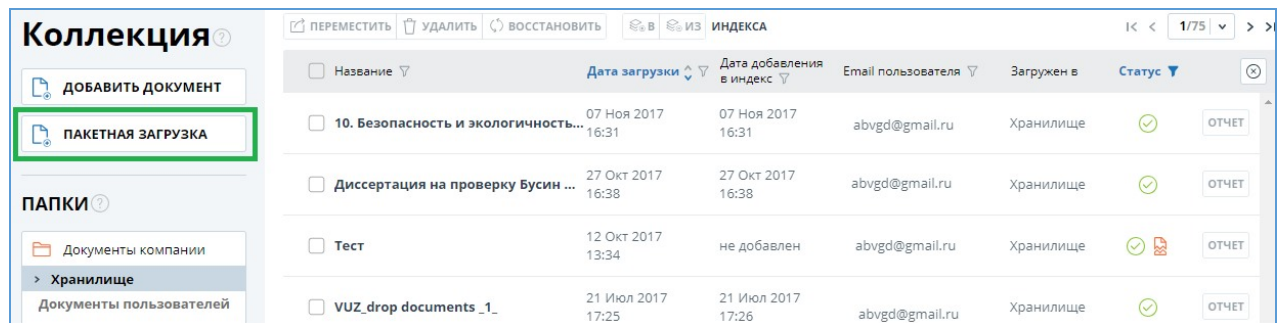 Коллекция
ДОБАВИТЬ ДОКУМЕНТ
ПАКЕТНАЯ ЗАГРУЗКА
ПАПКИ
Документы компании
Хранилище
Документы пользователей
ПЕРЕМЕСТИТЬ УДАЛИТЬ ВОССТАНОВИТЬ В ИЗ ИНДЕКСА 1/75
Название Дата загрузки Дата добавления в индекс Email пользователя Загружен в Статус
10. Безопасность и экологичность... 07 Ноя 2017 16:31 07 Ноя 2017 16:31 abvgd@gmail.ru Хранилище ОТЧЕТ
Диссертация на проверку Бусин ... 27 Окт 2017 16:38 27 Окт 2017 16:38 abvgd@gmail.ru Хранилище ОТЧЕТ
Тест 12 Окт 2017 13:34 не добавлен abvgd@gmail.ru Хранилище ОТЧЕТ
VUZ_drop documents _1_ 21 Июл 2017 17:25 21 Июл 2017 17:26 abvgd@gmail.ru Хранилище ОТЧЕТ